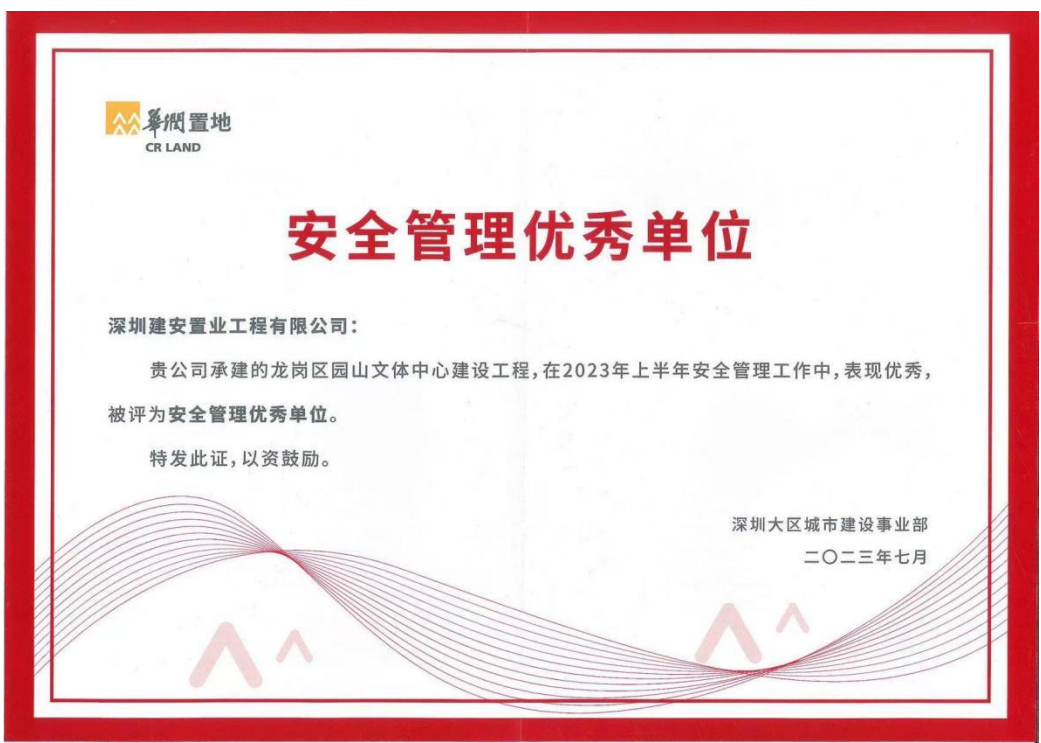 華潤置地
CR LAND
安全管理优秀单位
深圳建安置业工程有限公司：
贵公司承建的龙岗区园山文体中心建设工程，在2023年上半年安全管理工作中，表现优秀，
被评为安全管理优秀单位。
特发此证，以资鼓励。
深圳大区城市建设事业部
二〇二三年七月